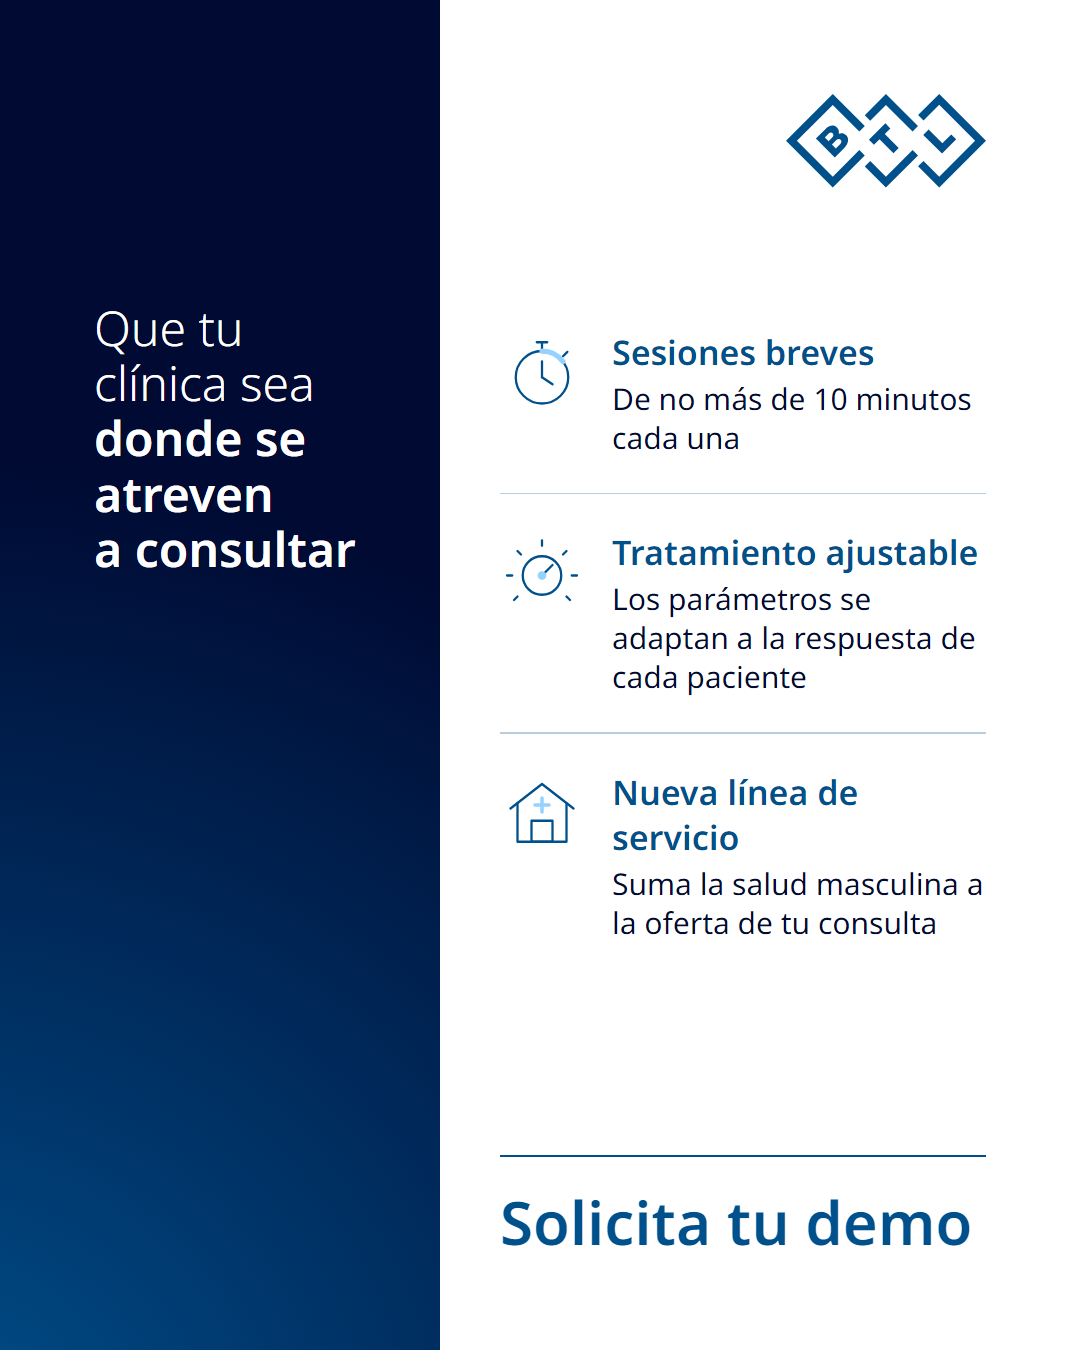 BTL
Que tu
clínica sea
donde se
atreven
a consultar
Sesiones breves
De no más de 10 minutos
cada una
Tratamiento ajustable
Los parámetros se
adaptan a la respuesta de
cada paciente
Nueva línea de
servicio
Suma la salud masculina a
la oferta de tu consulta
Solicita tu demo